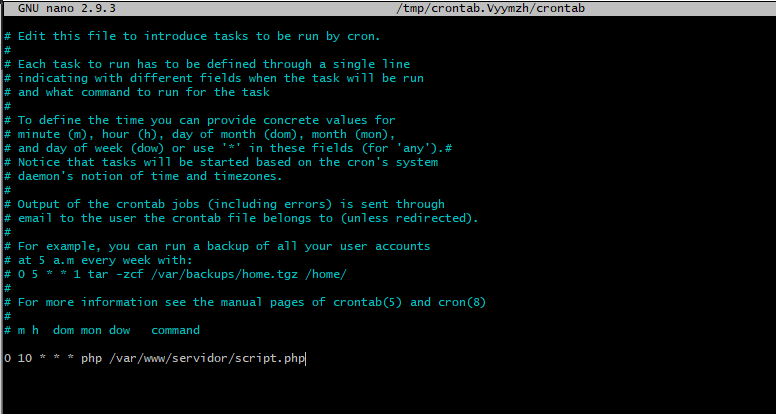 GNU nano 2.9.3 /tmp/crontab.Vyymzh/crontab
# Edit this file to introduce tasks to be run by cron.
#
# Each task to run has to be defined through a single line
# indicating with different fields when the task will be run
# and what command to run for the task
#
# To define the time you can provide concrete values for
# minute (m), hour (h), day of month (dom), month (mon),
# and day of week (dow) or use '*' in these fields (for 'any').#
# Notice that tasks will be started based on the cron's system
# daemon's notion of time and timezones.
#
# Output of the crontab jobs (including errors) is sent through
# email to the user the crontab file belongs to (unless redirected).
#
# For example, you can run a backup of all your user accounts
# at 5 a.m every week with:
# 0 5 * * 1 tar -zcf /var/backups/home.tgz /home/
#
# For more information see the manual pages of crontab(5) and cron(8)
#
# m h  dom mon dow   command
0 10 * * * php /var/www/servidor/script.php